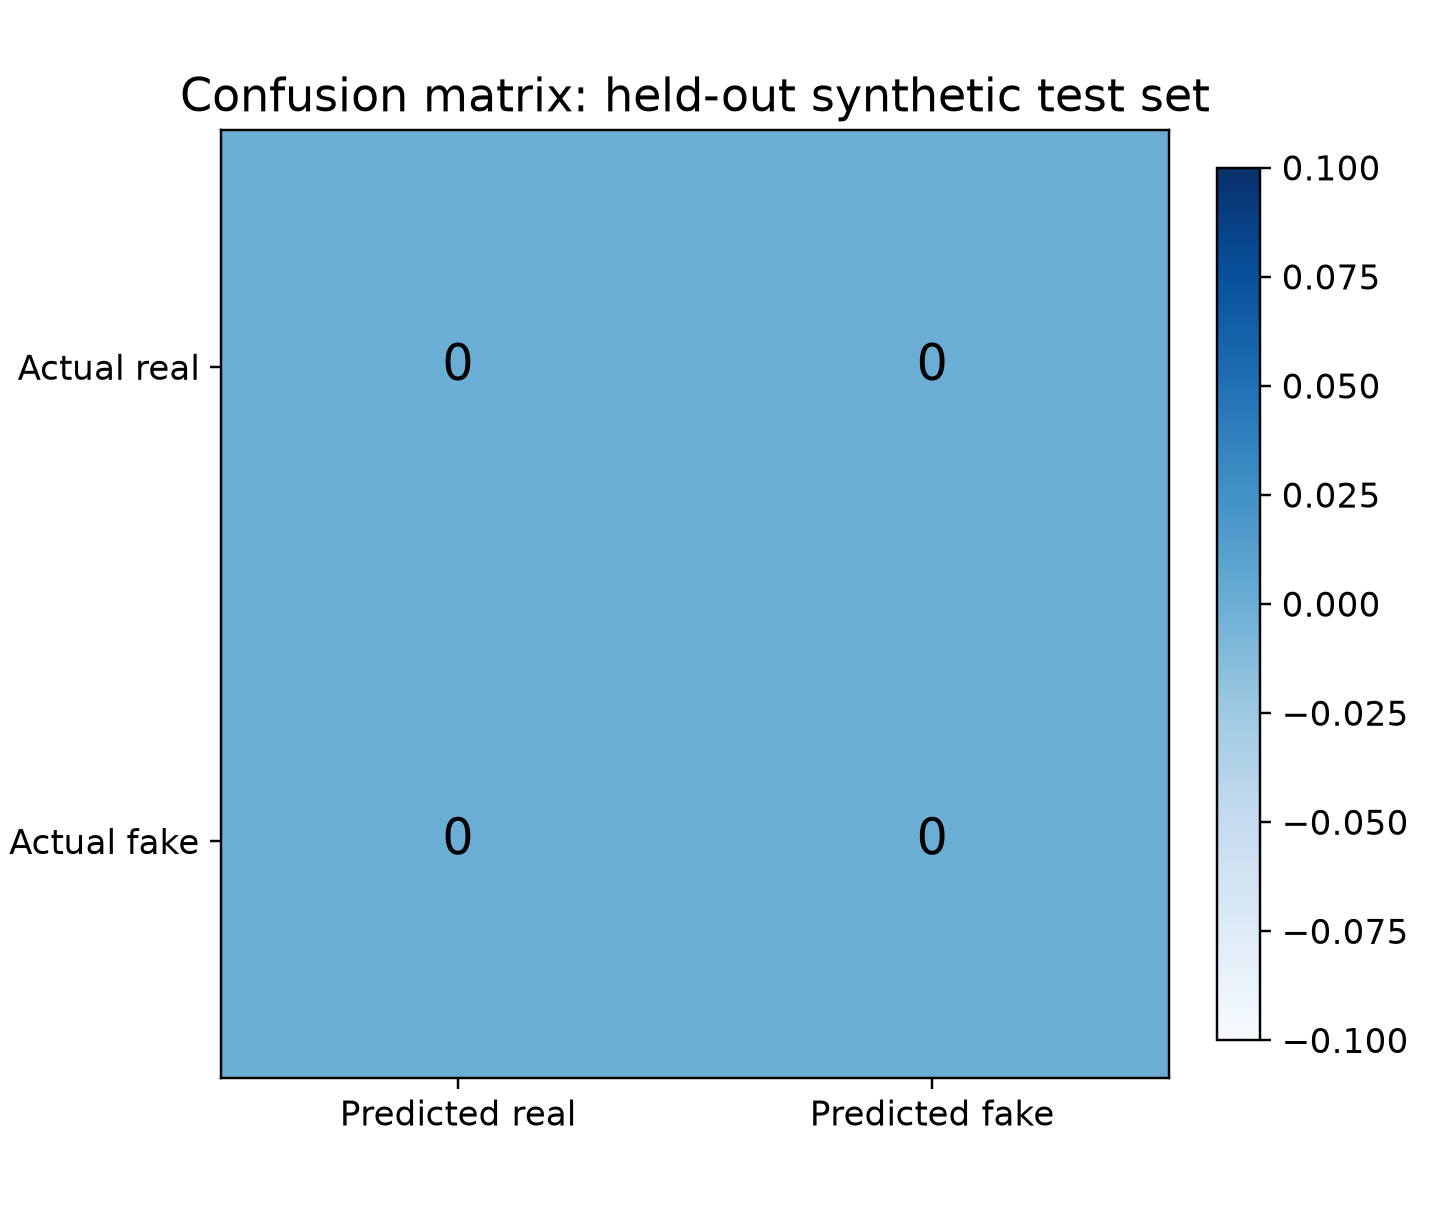 Confusion matrix: held-out synthetic test set
0.100
0.075
0.050
0.025
0.000
−0.025
−0.050
−0.075
−0.100
Actual real
0 0
Actual fake
0 0
Predicted real Predicted fake